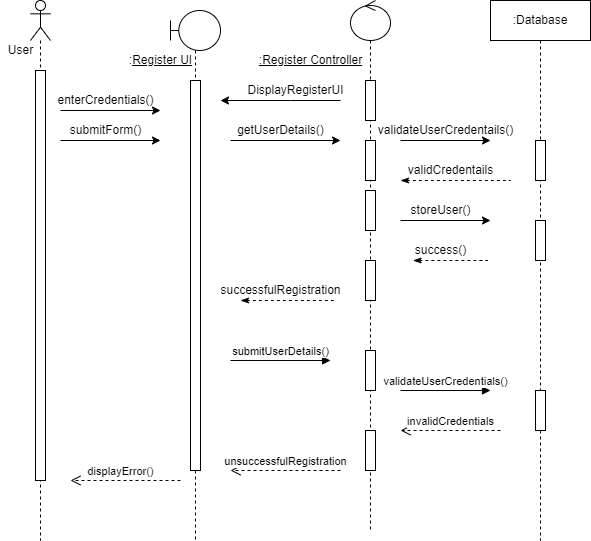 :Database
User
:Register UI
:Register Controller
DisplayRegisterUI
enterCredentials()
submitForm()
getUserDetails()
validateUserCredentails()
validCredentails
storeUser()
success()
successfulRegistration
submitUserDetails()
validateUserCredentials()
invalidCredentials
unsuccessfulRegistration
displayError()